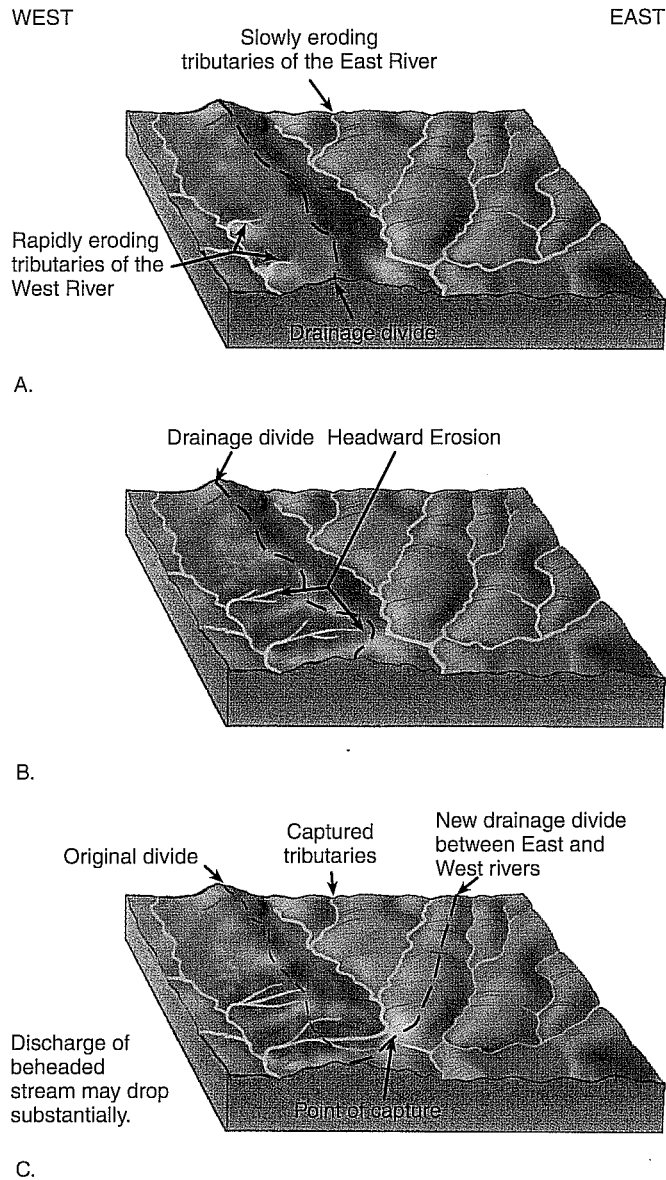 WEST
EAST
Slowly eroding
tributaries of the East River
Rapidly eroding
tributaries of the
West River
Drainage divide
A.
Drainage divide
Headward Erosion
B.
Original divide
Captured
tributaries
New drainage divide
between East and
West rivers
Discharge of
beheaded
stream may drop
substantially.
Point of capture
C.